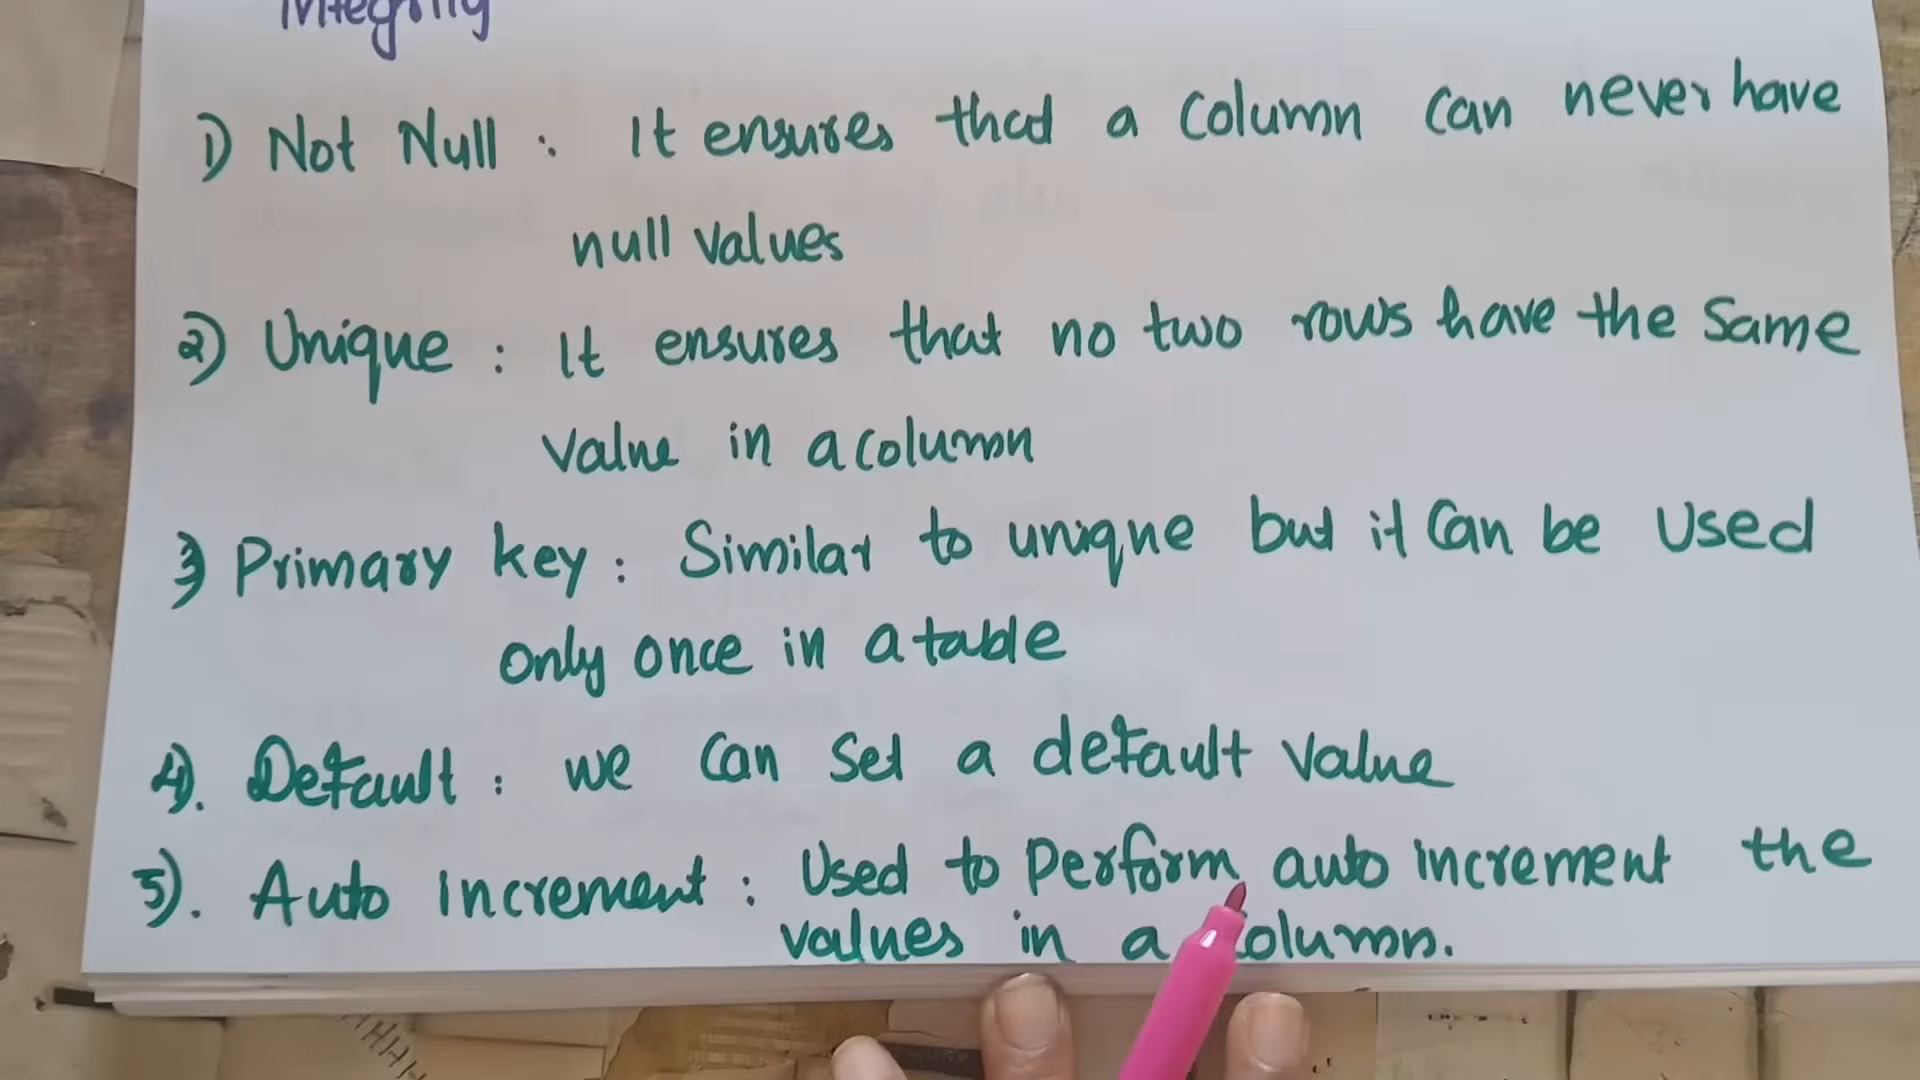 Integrity
1) Not Null : It ensures that a column can never have
null values
2) Unique : It ensures that no two rows have the same
value in a column
3) Primary key : Similar to unique but it can be used
only once in a table
4). Default : we can set a default value
5). Auto increment : Used to perform auto increment the
values in a column.